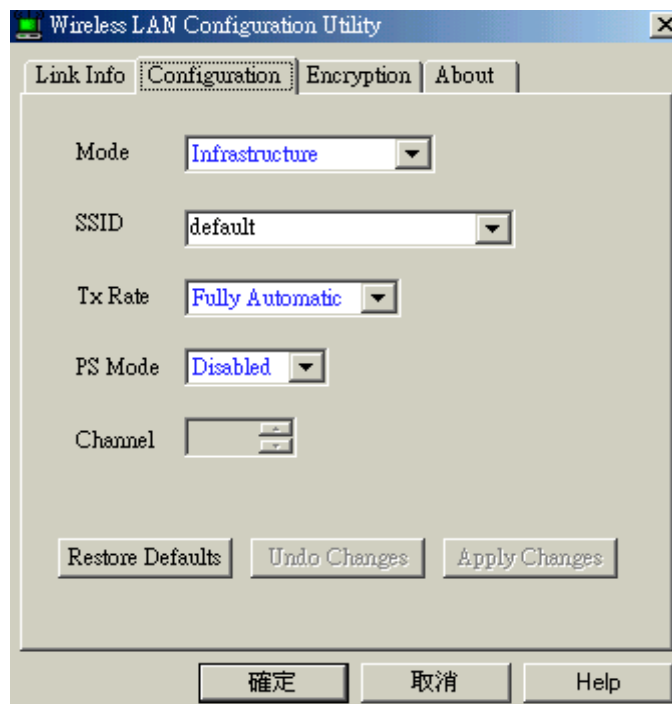 Wireless LAN Configuration Utility
Link Info Configuration Encryption About
Mode Infrastructure
SSID default
Tx Rate Fully Automatic
PS Mode Disabled
Channel
Restore Defaults Undo Changes Apply Changes
確定 取消 Help